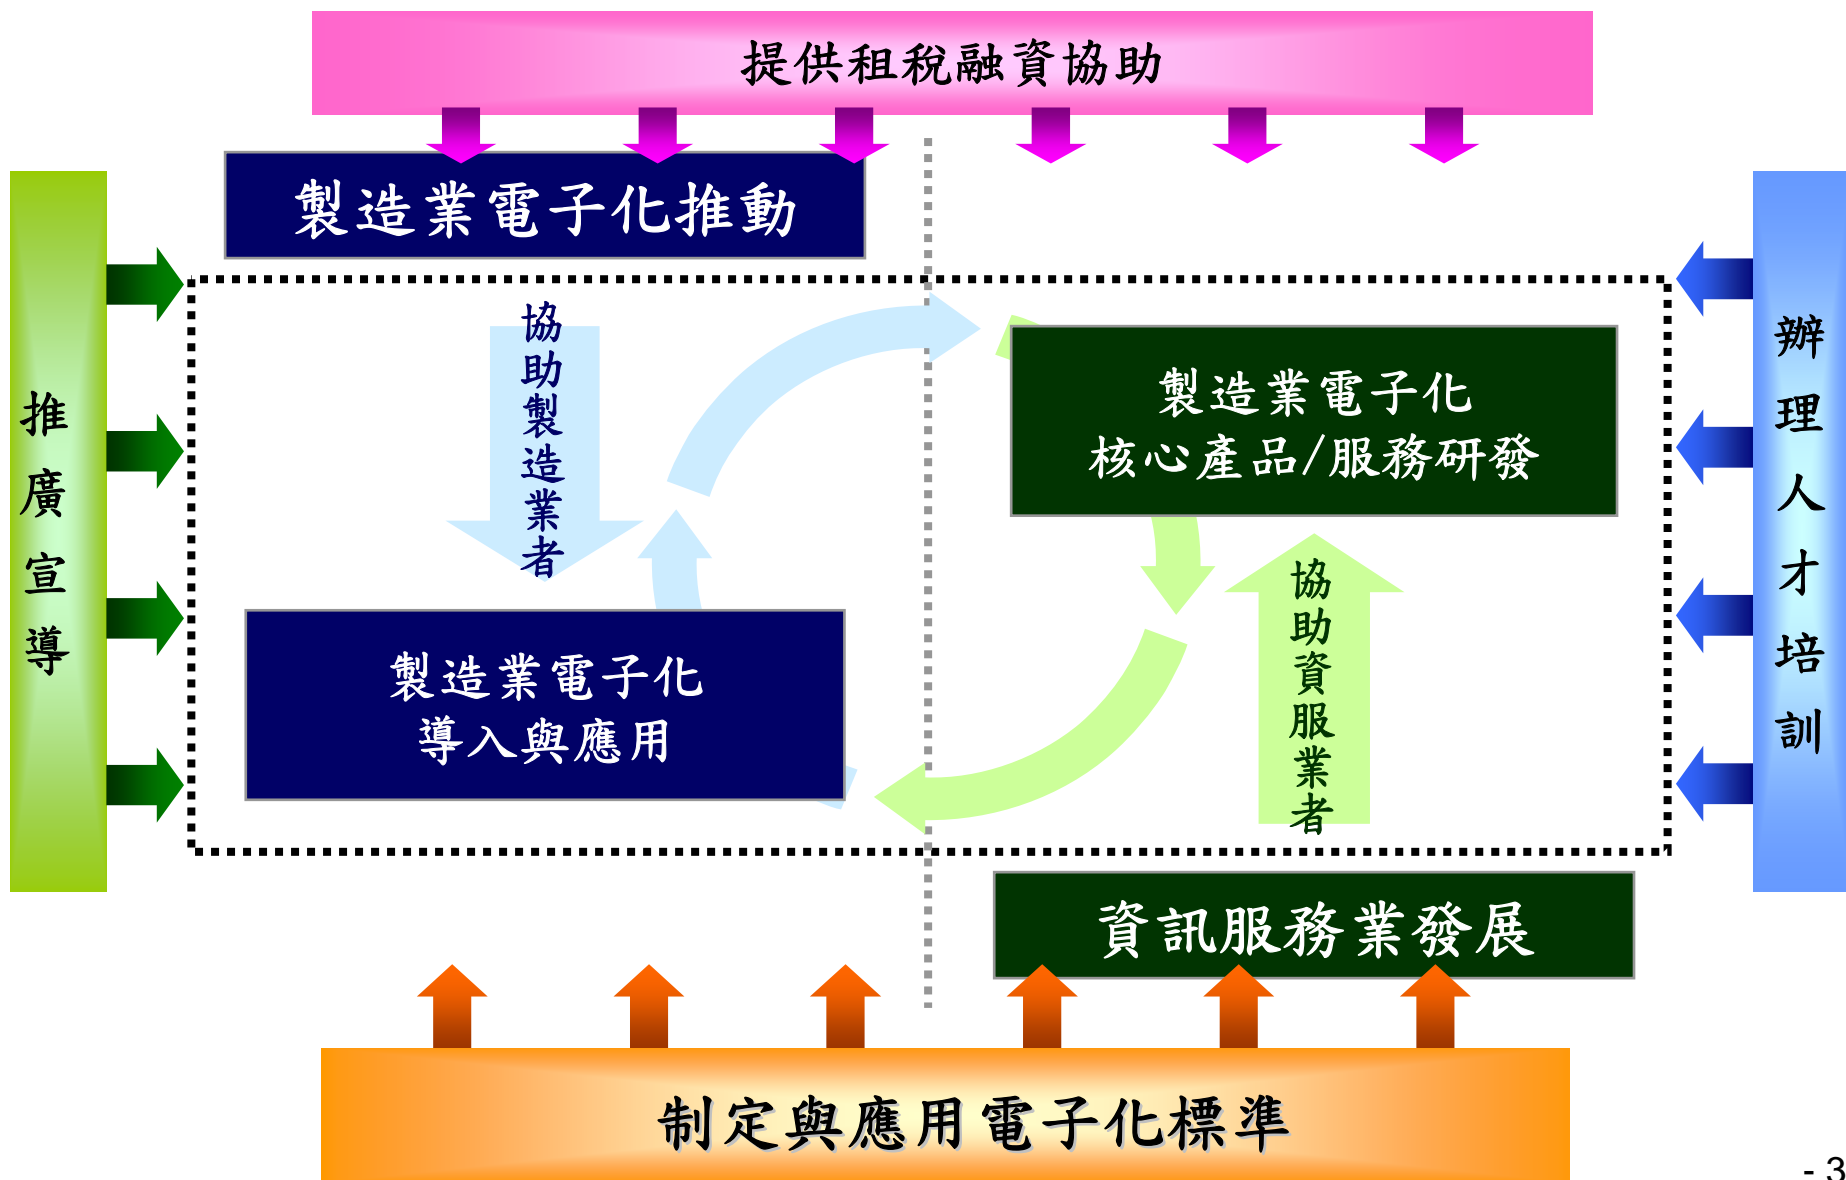 提供租稅融資協助
製造業電子化推動
推廣宣導
協助製造業者
製造業電子化
核心產品/服務研發
辦理人才培訓
製造業電子化
導入與應用
協助資服業者
資訊服務業發展
制定與應用電子化標準
- 3